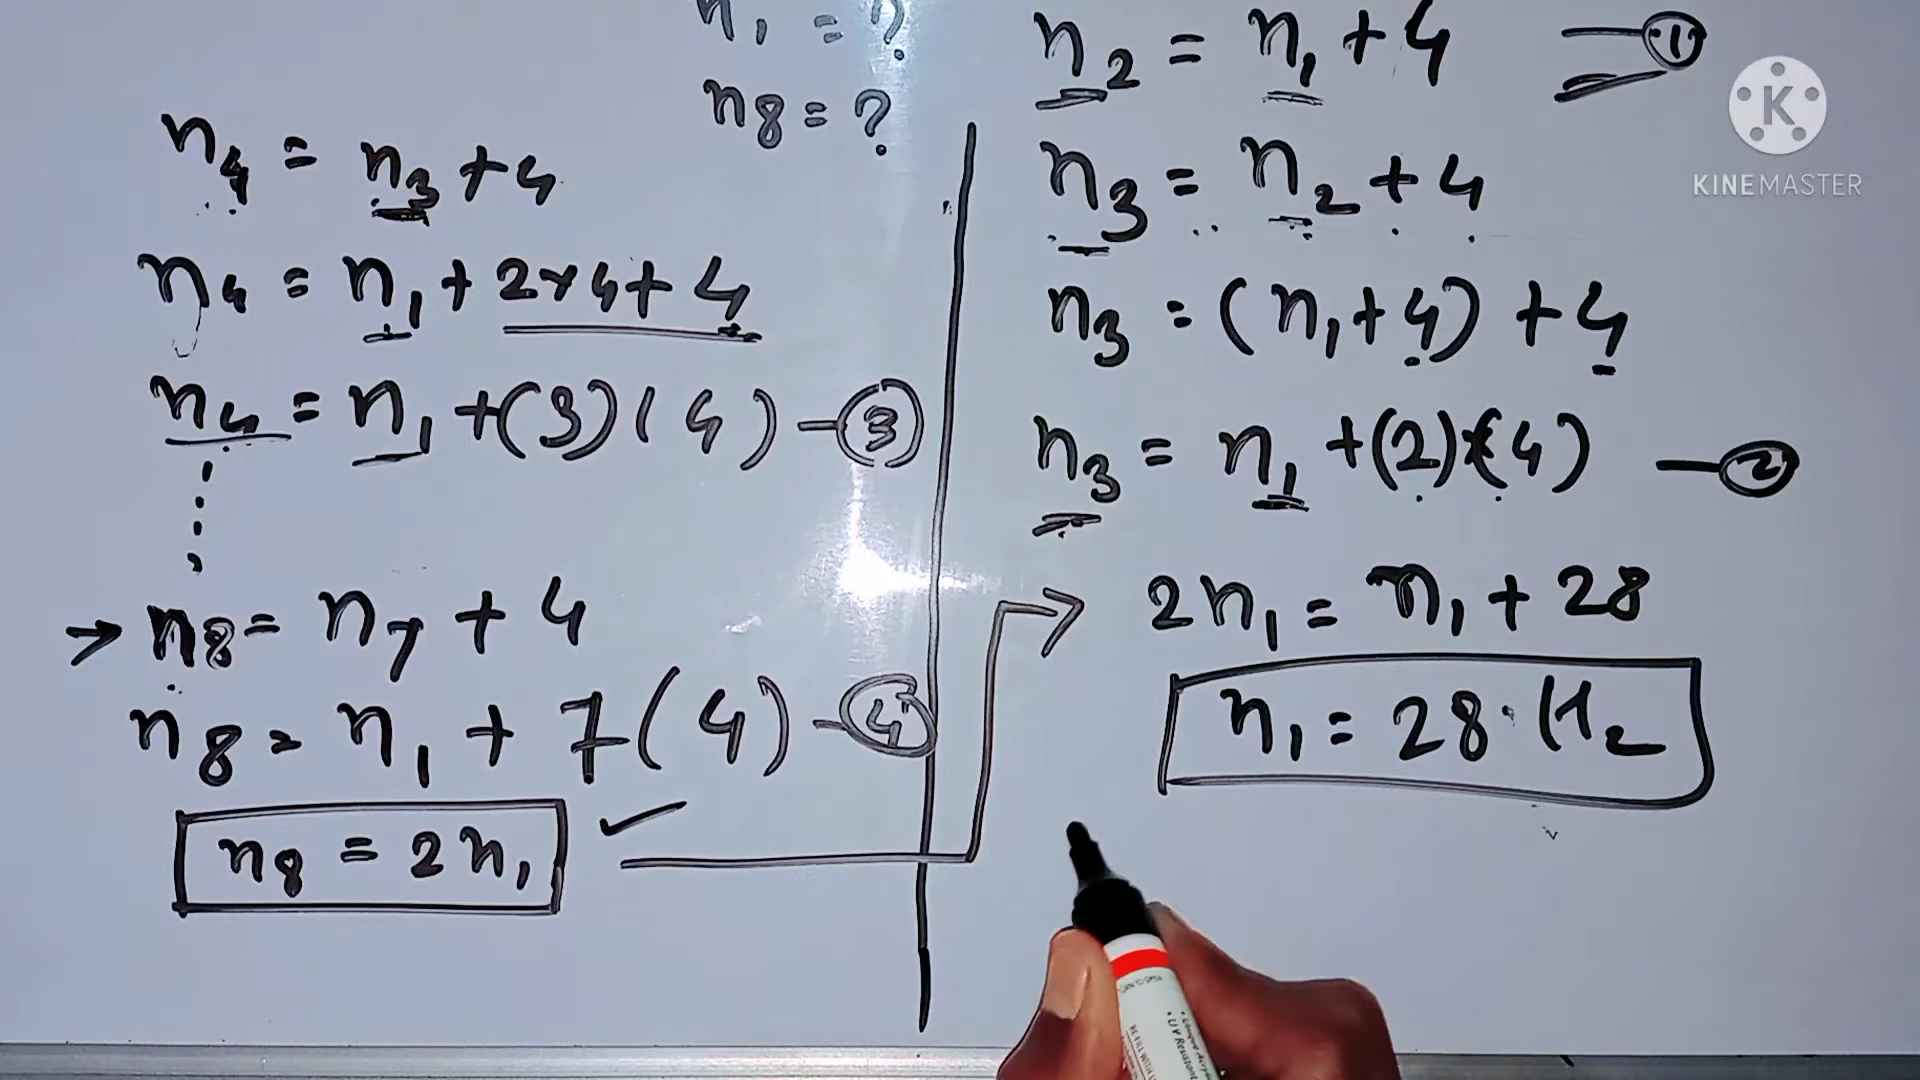 n1 = ?
n8 = ?
n4 = n3 + 4
n4 = n1 + 2×4 + 4
n4 = n1 + (3)(4) — 3
n8 = n7 + 4
n8 = n1 + 7(4) — 4
n8 = 2n1
n2 = n1 + 4 — 1
n3 = n2 + 4
n3 = (n1 + 4) + 4
n3 = n1 + (2)×(4) — 2
2n1 = n1 + 28
n1 = 28 Hz
KINEMASTER